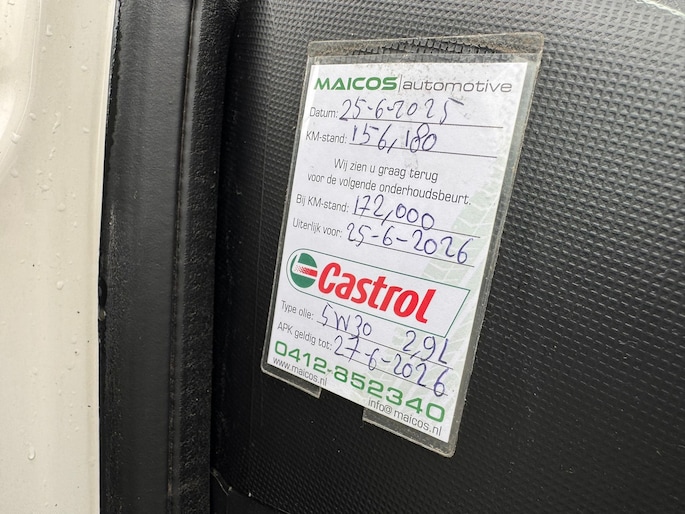 MAICOS|automotive
Datum: 25-6-2025
KM-stand: 156,180
Wij zien u graag terug
voor de volgende onderhoudsbeurt.
Bij KM-stand: 172,000
Uiterlijk voor: 25-6-2026
Castrol
Type olie: 5W30 2,9L
APK geldig tot: 27-6-2026
0412-852340
www.maicos.nl info@maicos.nl